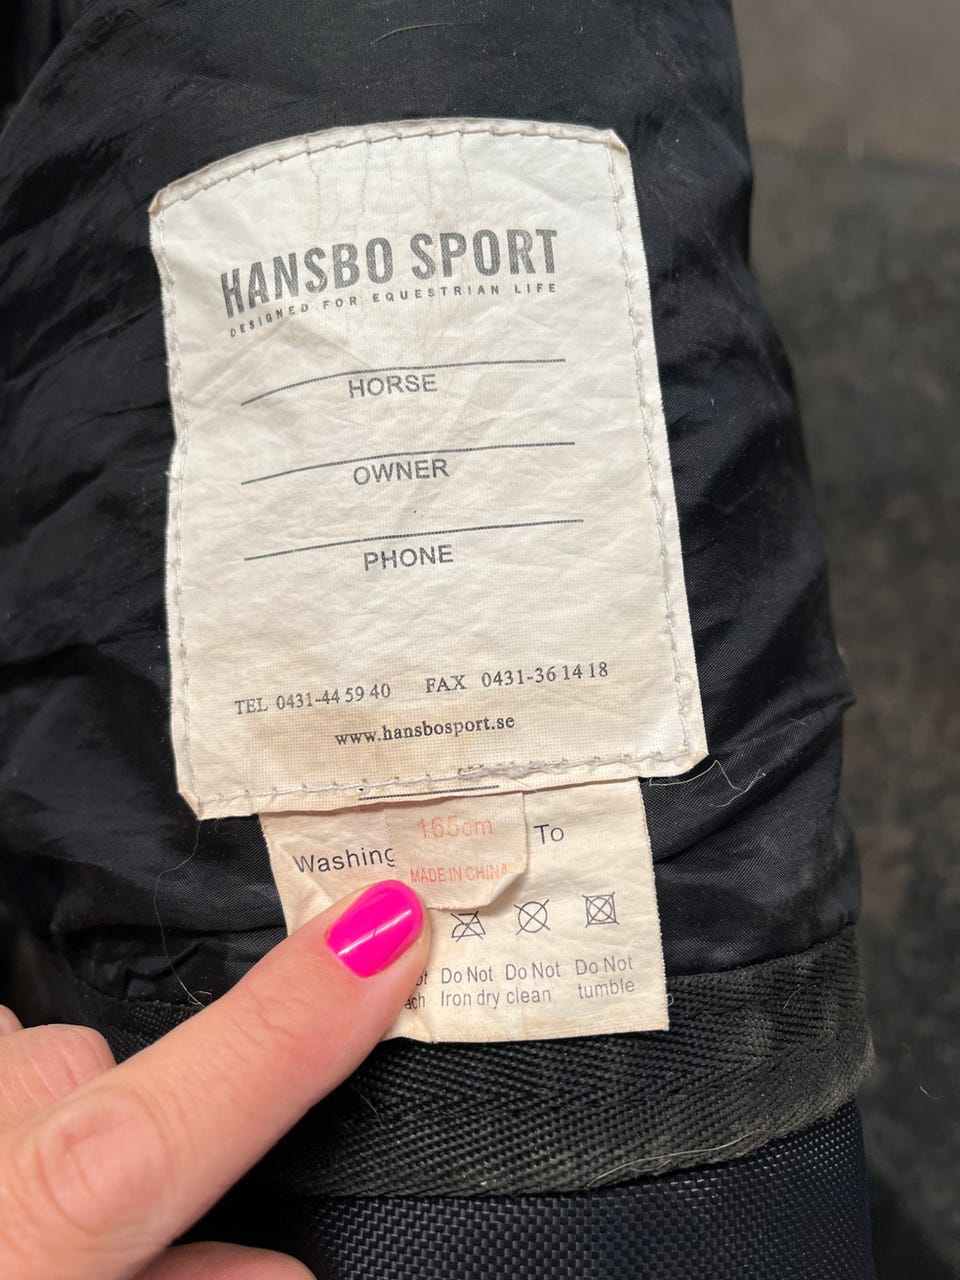 HANSBO SPORT
DESIGNED FOR EQUESTRIAN LIFE
HORSE
OWNER
PHONE
TEL 0431-44 59 40 FAX 0431-36 14 18
www.hansbosport.se
165cm
Washing To
MADE IN CHINA
Do Not Do Not Do Not
Iron dry clean tumble